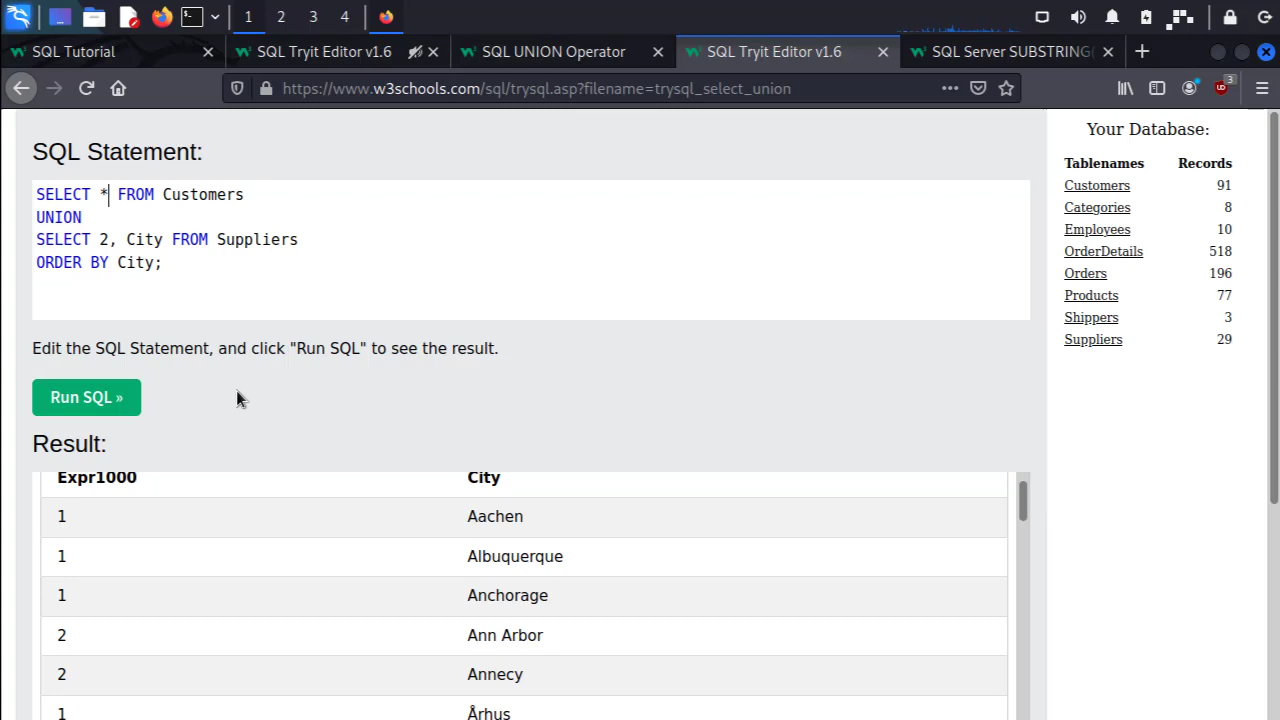 1 2 3 4
SQL Tutorial
SQL Tryit Editor v1.6
SQL UNION Operator
SQL Tryit Editor v1.6
SQL Server SUBSTRING(
https://www.w3schools.com/sql/trysql.asp?filename=trysql_select_union
3
SQL Statement:
SELECT * FROM Customers
UNION
SELECT 2, City FROM Suppliers
ORDER BY City;
Edit the SQL Statement, and click "Run SQL" to see the result.
Run SQL »
Result:
Expr1000 City
1 Aachen
1 Albuquerque
1 Anchorage
2 Ann Arbor
2 Annecy
1 Århus
Your Database:
Tablenames Records
Customers 91
Categories 8
Employees 10
OrderDetails 518
Orders 196
Products 77
Shippers 3
Suppliers 29